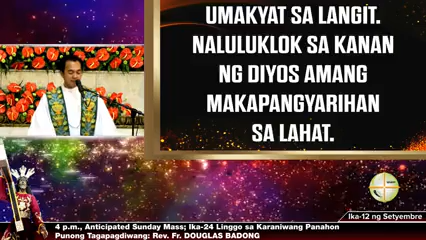 UMAKYAT SA LANGIT.
NALULUKLOK SA KANAN
NG DIYOS AMANG
MAKAPANGYARIHAN
SA LAHAT.
Ika-12 ng Setyembre
4 p.m., Anticipated Sunday Mass; Ika-24 Linggo sa Karaniwang Panahon
Punong Tagapagdiwang: Rev. Fr. DOUGLAS BADONG